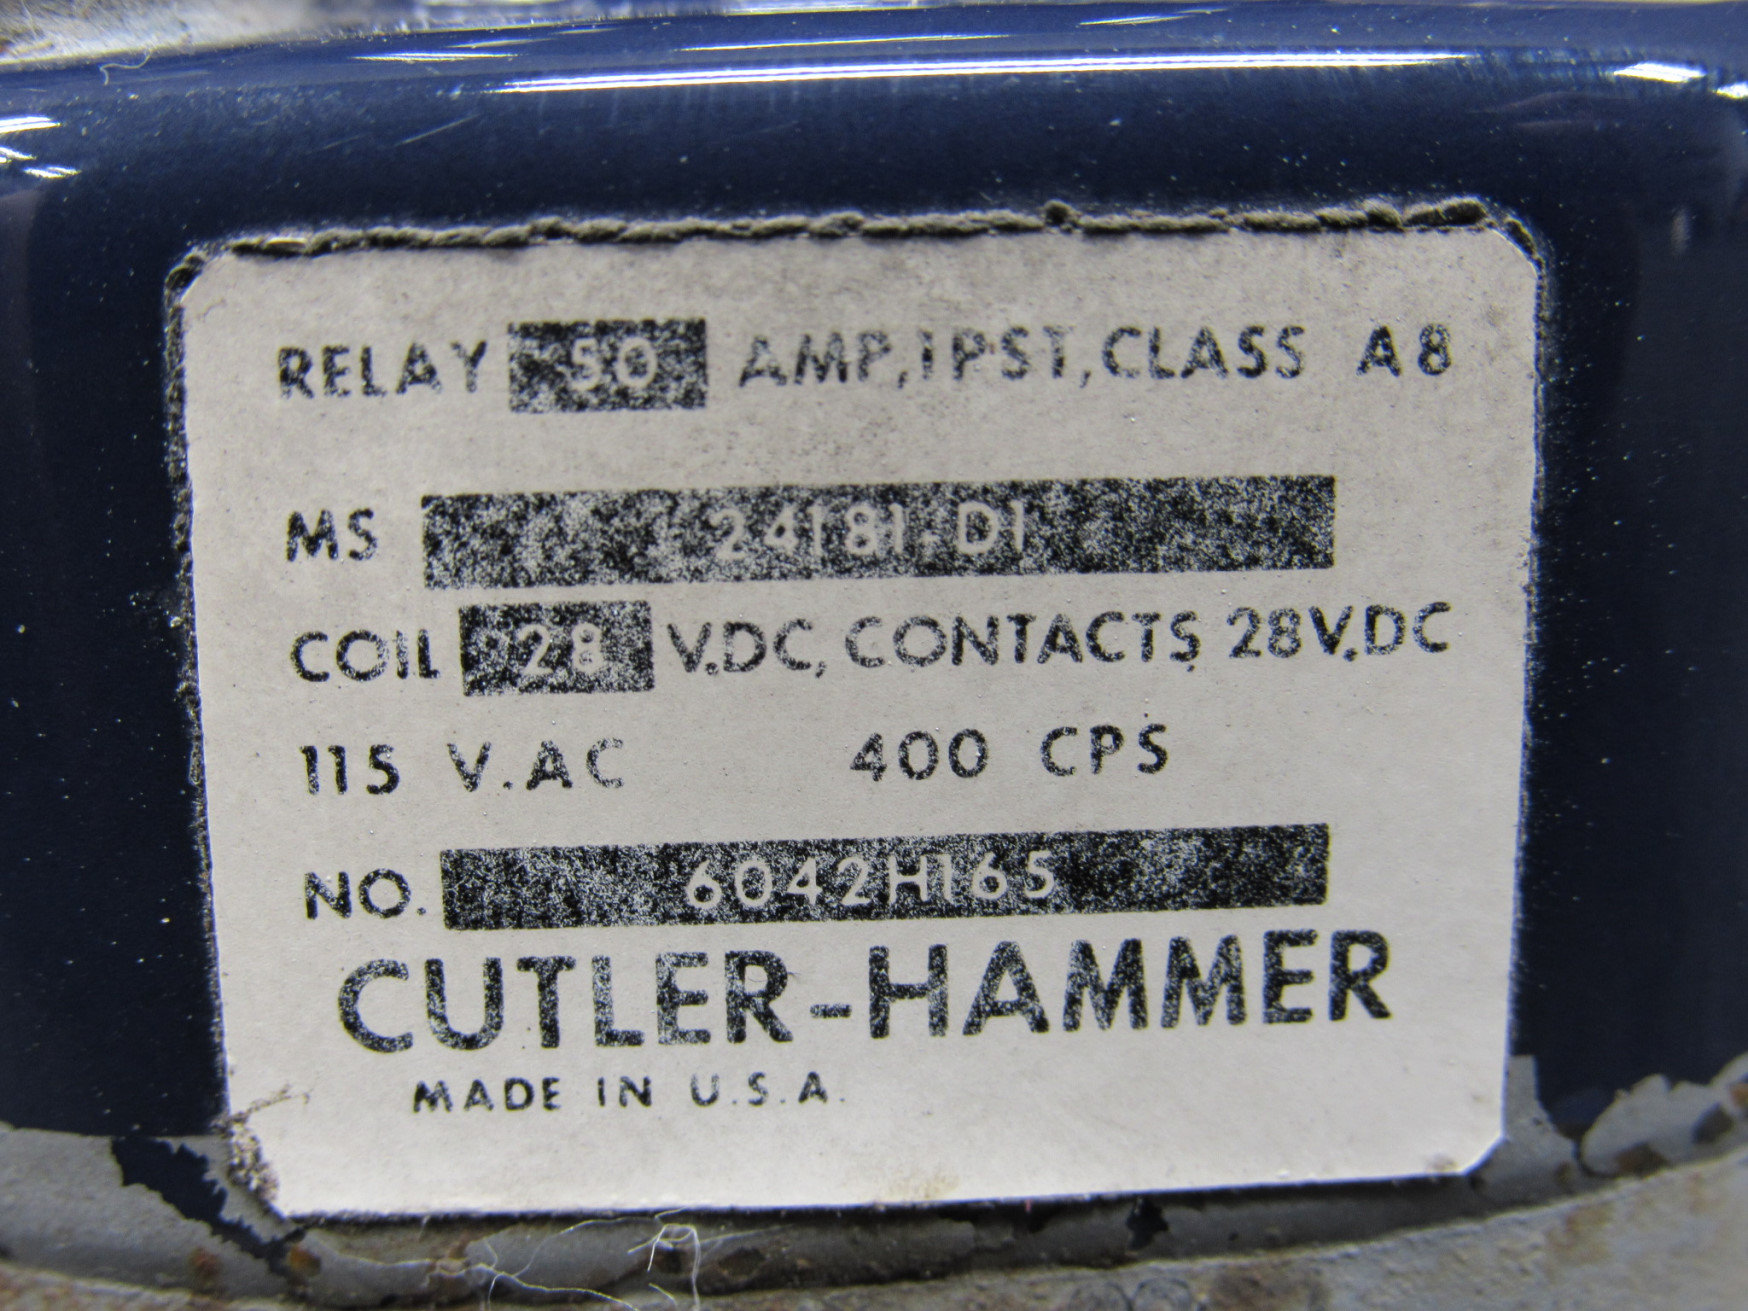 RELAY 50 AMP, 1PST, CLASS A8
MS 24181-D1
COIL 28 V.DC, CONTACTS, 28V.DC
115 V.AC 400 CPS
NO. 6042H165
CUTLER-HAMMER
MADE IN U.S.A.